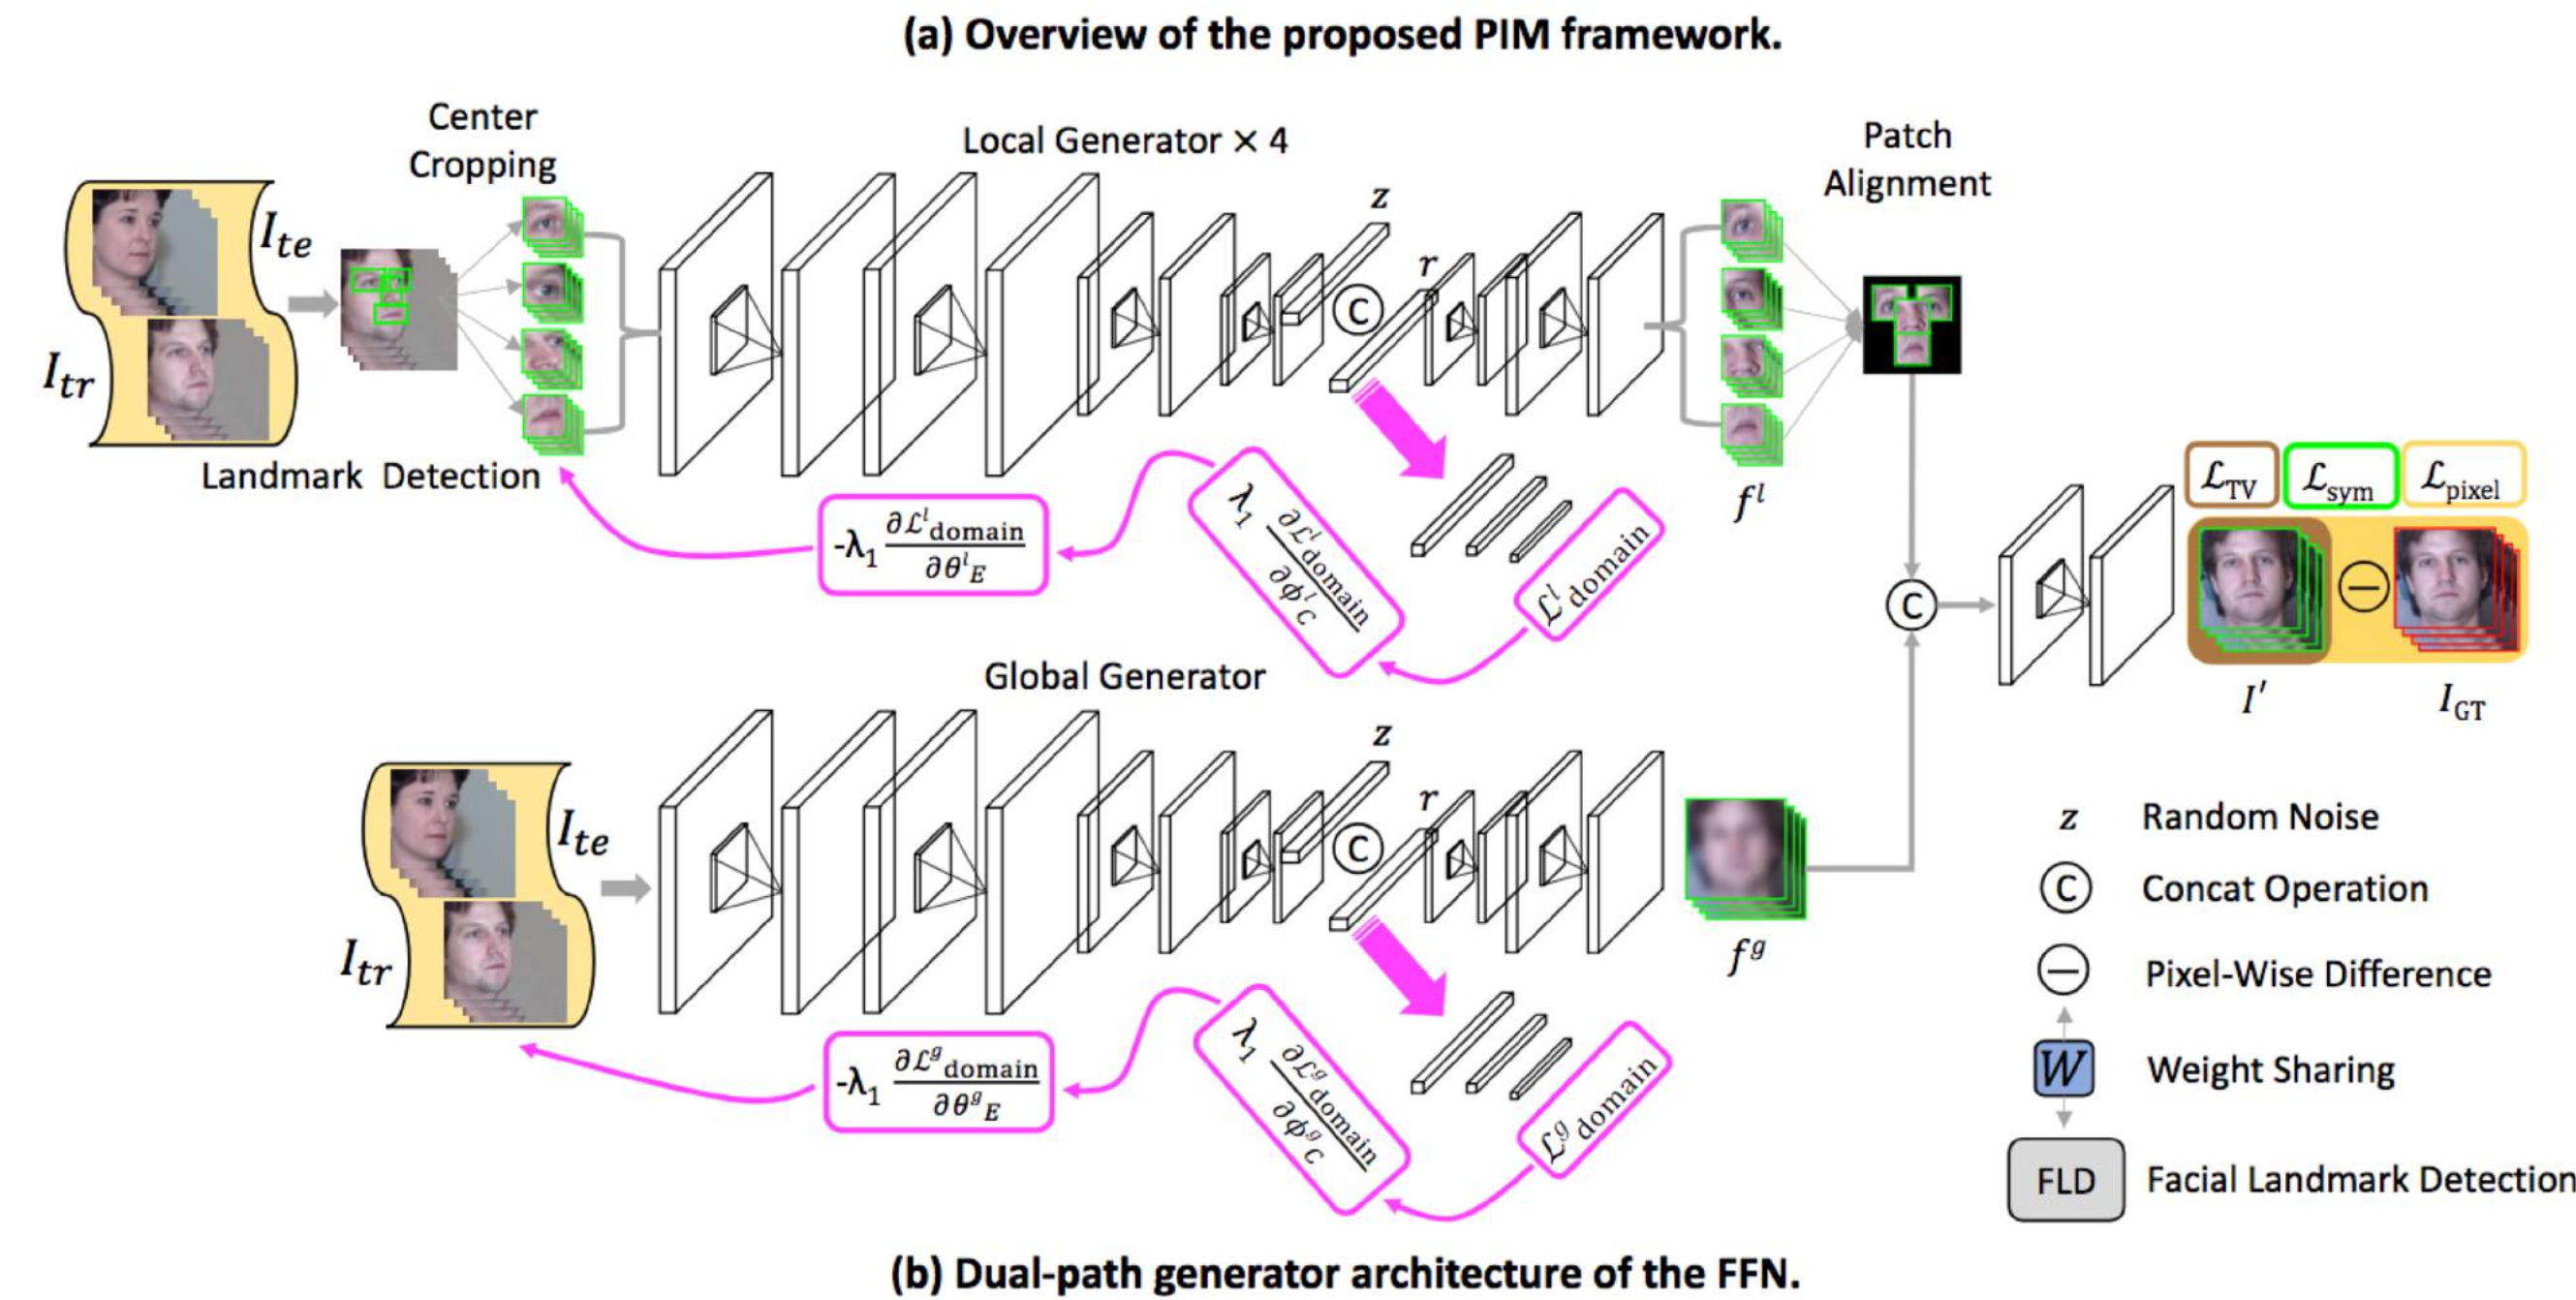 (a) Overview of the proposed PIM framework.
Center
Cropping
Local Generator × 4
Patch
Alignment
I_te
I_tr
z
r
C
Landmark Detection
f^l
-λ_1 ∂ℒ^l_domain / ∂θ^l_E
λ_1 ∂ℒ^l_domain / ∂ϕ^l_C
ℒ^l_domain
ℒ_TV
ℒ_sym
ℒ_pixel
C
−
I′
I_GT
Global Generator
I_te
I_tr
z
r
C
f^g
-λ_1 ∂ℒ^g_domain / ∂θ^g_E
λ_1 ∂ℒ^g_domain / ∂ϕ^g_C
ℒ^g_domain
z Random Noise
C Concat Operation
− Pixel-Wise Difference
W Weight Sharing
FLD Facial Landmark Detection
(b) Dual-path generator architecture of the FFN.